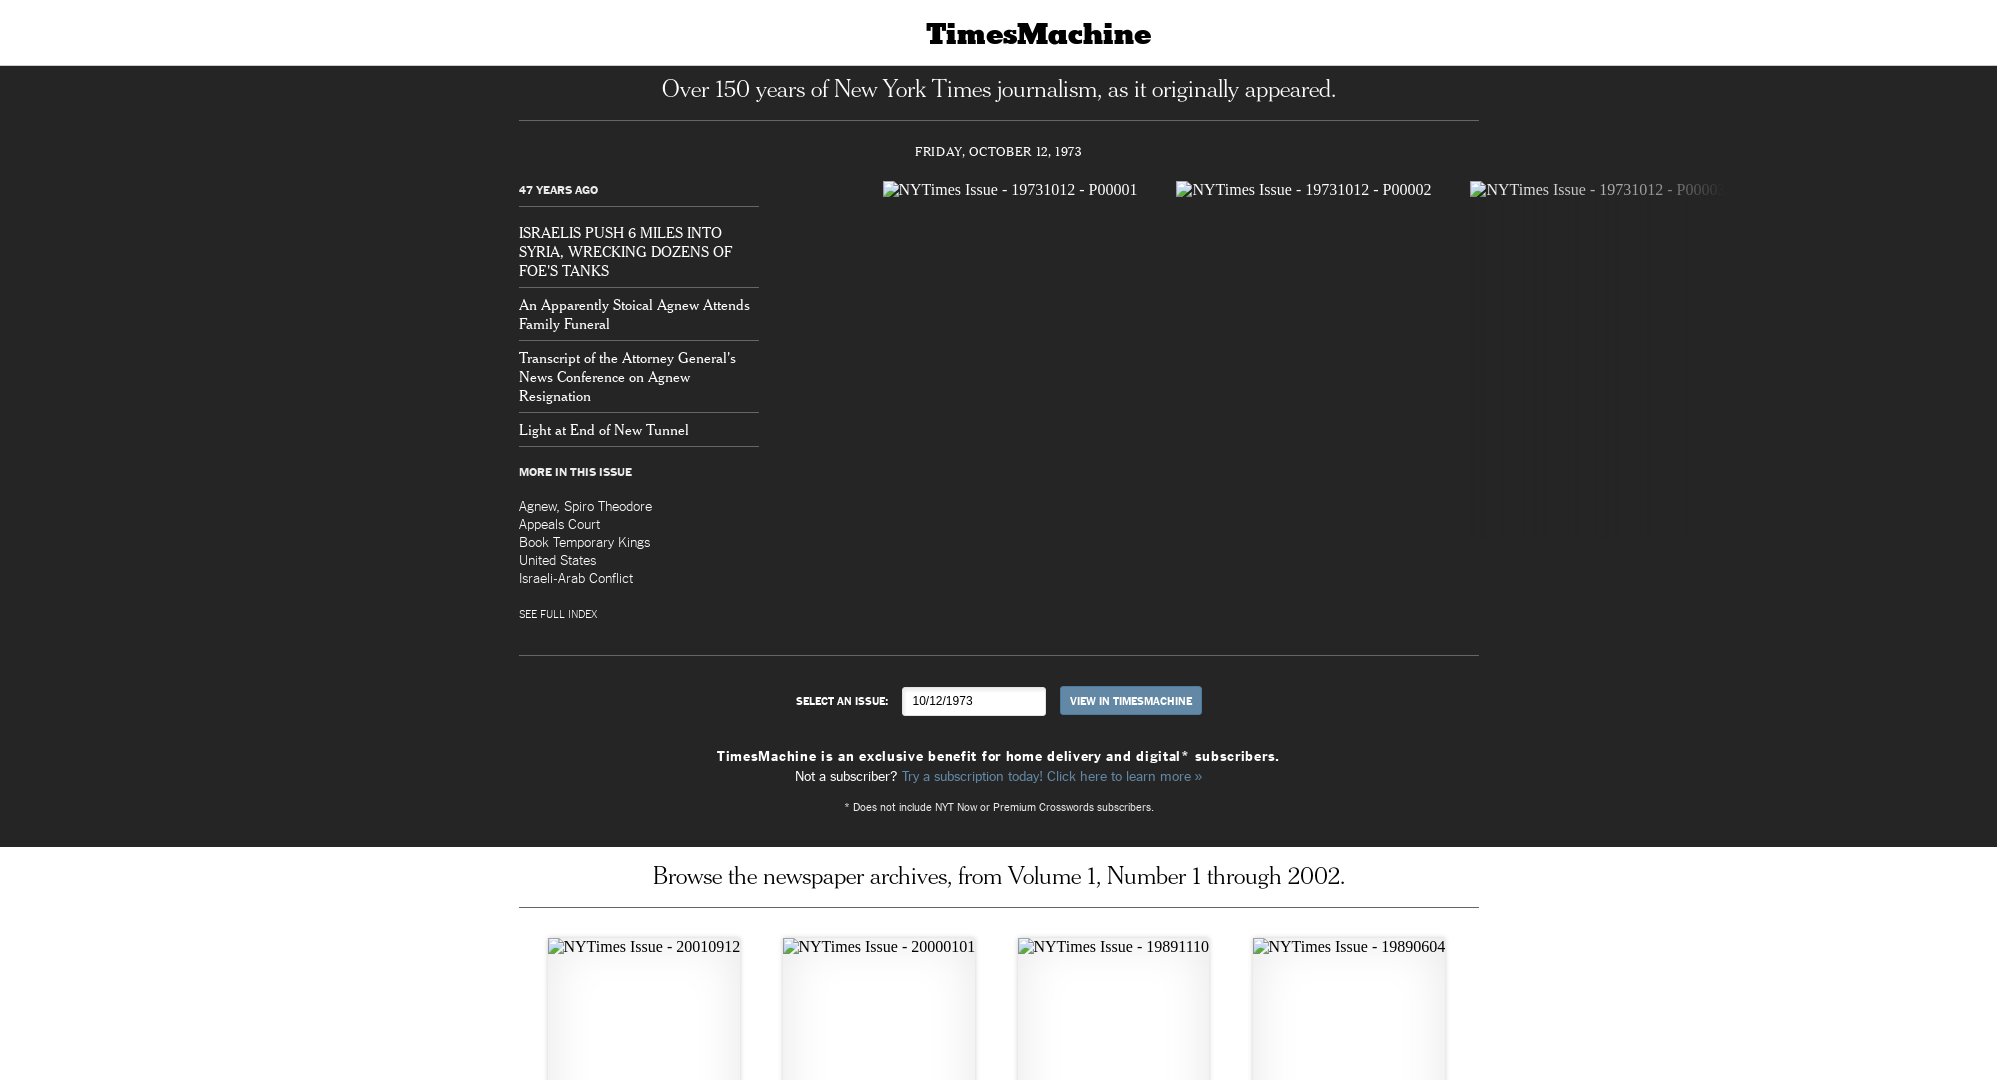 TimesMachine
Over 150 years of New York Times journalism, as it originally appeared.
FRIDAY, OCTOBER 12, 1973
47 YEARS AGO
ISRAELIS PUSH 6 MILES INTO
SYRIA, WRECKING DOZENS OF
FOE'S TANKS
An Apparently Stoical Agnew Attends
Family Funeral
Transcript of the Attorney General's
News Conference on Agnew
Resignation
Light at End of New Tunnel
MORE IN THIS ISSUE
Agnew, Spiro Theodore
Appeals Court
Book Temporary Kings
United States
Israeli-Arab Conflict
SEE FULL INDEX
NYTimes Issue - 19731012 - P00001
NYTimes Issue - 19731012 - P00002
NYTimes Issue - 19731012 - P00003
SELECT AN ISSUE: 10/12/1973 VIEW IN TIMESMACHINE
TimesMachine is an exclusive benefit for home delivery and digital* subscribers.
Not a subscriber? Try a subscription today! Click here to learn more »
* Does not include NYT Now or Premium Crosswords subscribers.
Browse the newspaper archives, from Volume 1, Number 1 through 2002.
NYTimes Issue - 20010912
NYTimes Issue - 20000101
NYTimes Issue - 19891110
NYTimes Issue - 19890604